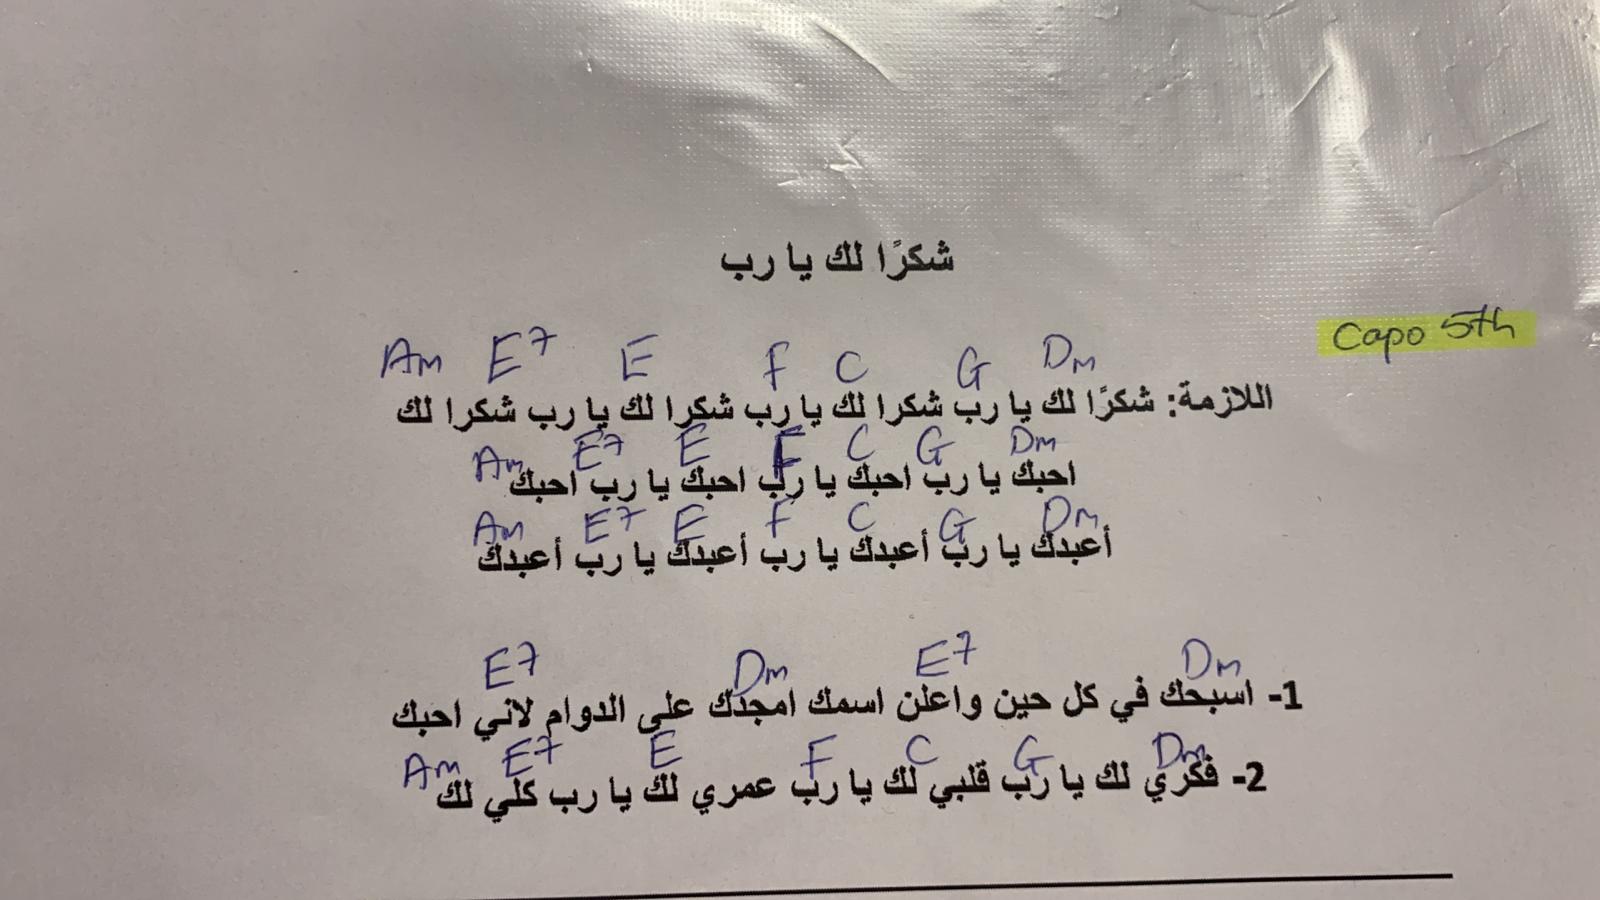 شكرًا لك يا رب
Capo 5th
Am E7 E F C G Dm
اللازمة: شكرًا لك يا رب شكرا لك يا رب شكرا لك يا رب شكرا لك
Am E7 E F C G Dm
احبك يا رب احبك يا رب احبك يا رب احبك
Am E7 E F C G Dm
أعبدك يا رب أعبدك يا رب أعبدك يا رب أعبدك
E7 Dm E7 Dm
1- اسبحك في كل حين واعلن اسمك امجدك على الدوام لاني احبك
Am E7 E F C G Dm
2- فكري لك يا رب قلبي لك يا رب عمري لك يا رب كلي لك